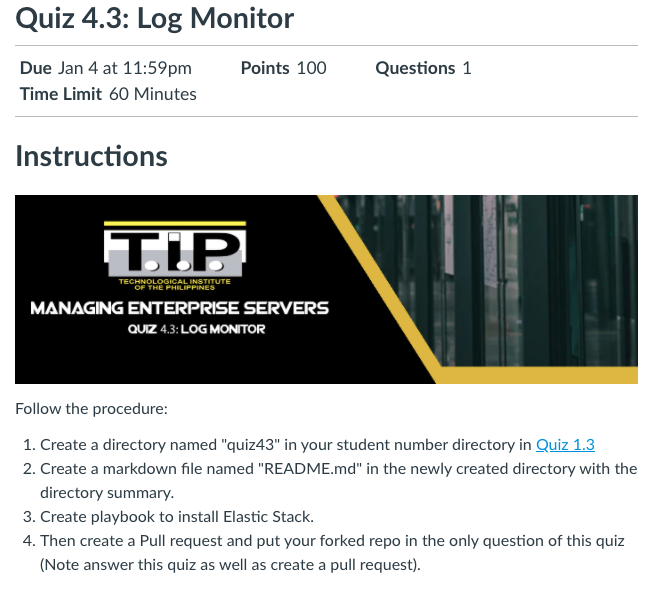 Quiz 4.3: Log Monitor
Due Jan 4 at 11:59pm Points 100 Questions 1
Time Limit 60 Minutes
Instructions
T.I.P
TECHNOLOGICAL INSTITUTE
OF THE PHILIPPINES
MANAGING ENTERPRISE SERVERS
QUIZ 4.3: LOG MONITOR
Follow the procedure:
1. Create a directory named "quiz43" in your student number directory in Quiz 1.3
2. Create a markdown file named "README.md" in the newly created directory with the
directory summary.
3. Create playbook to install Elastic Stack.
4. Then create a Pull request and put your forked repo in the only question of this quiz
(Note answer this quiz as well as create a pull request).